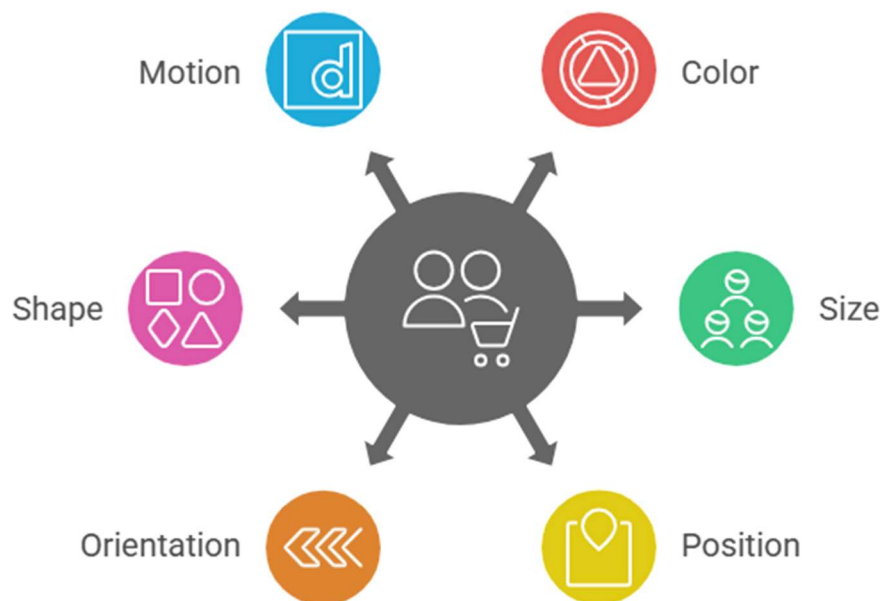 Motion
d
Color
Shape
Size
Orientation
Position